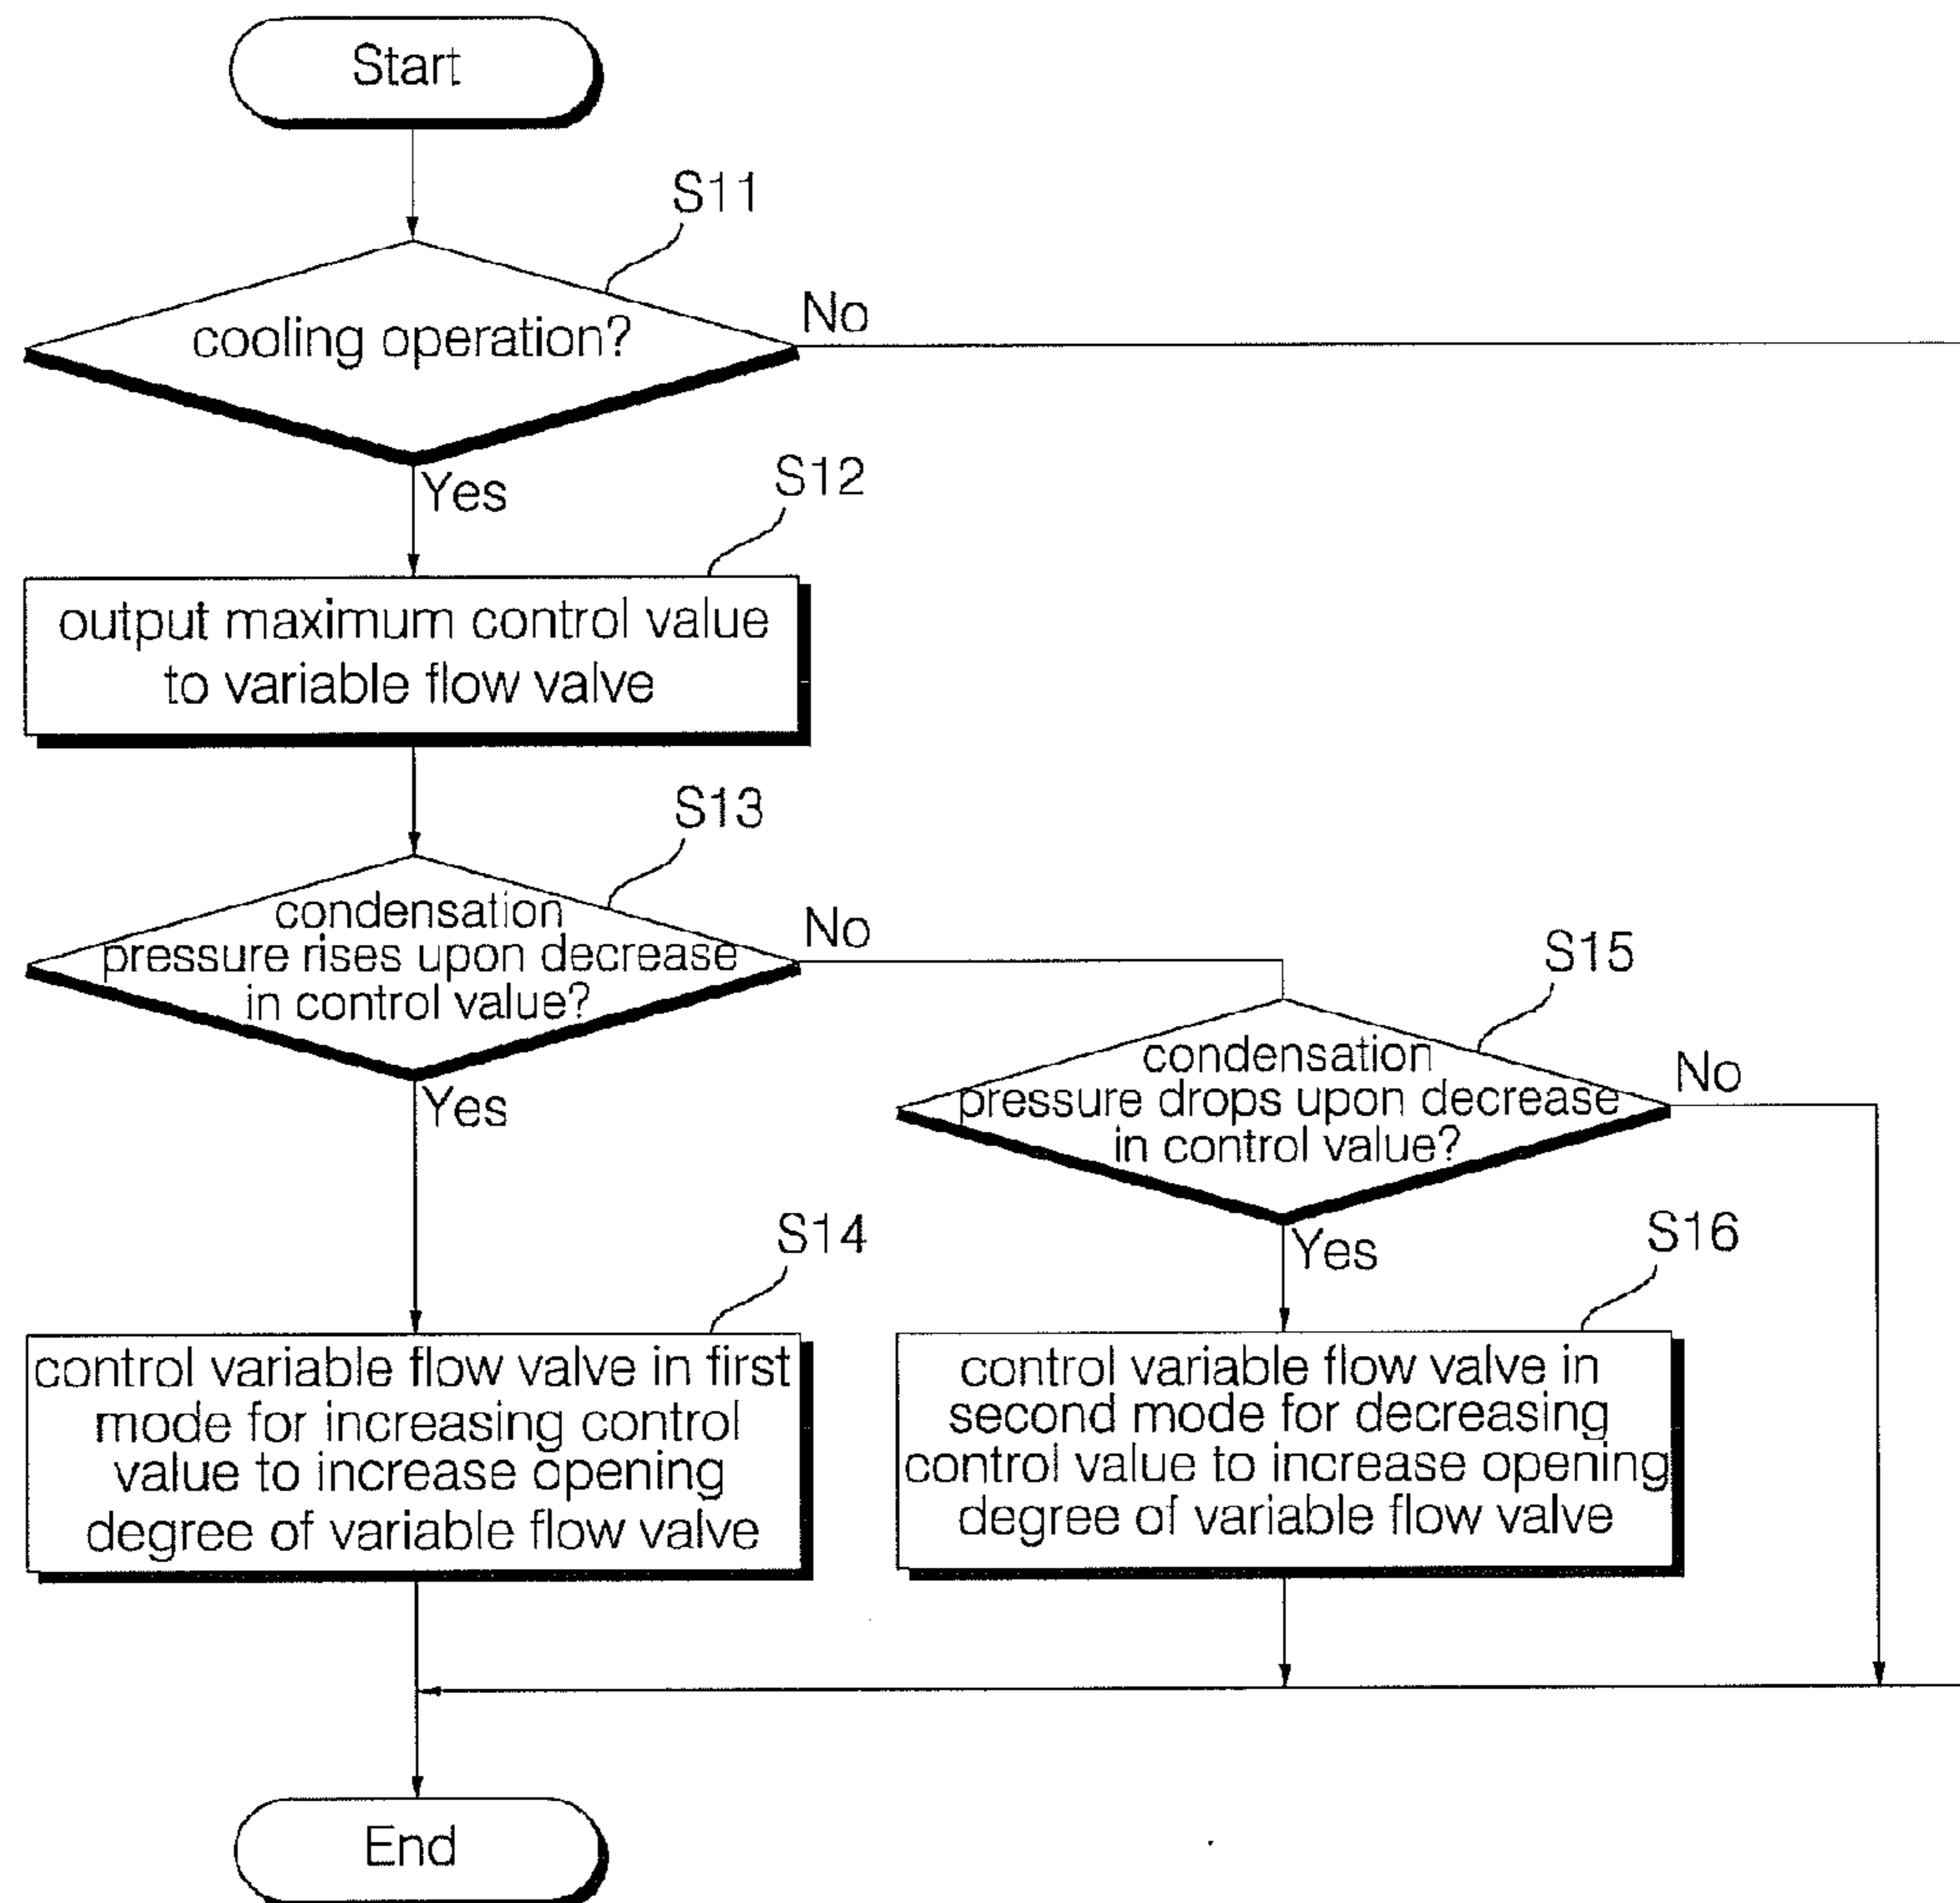 Start
S11
cooling operation?
No
Yes
S12
output maximum control value
to variable flow valve
S13
condensation
pressure rises upon decrease
in control value?
No
Yes
S15
condensation
pressure drops upon decrease
in control value?
No
Yes
S14
control variable flow valve in first
mode for increasing control
value to increase opening
degree of variable flow valve
S16
control variable flow valve in
second mode for decreasing
control value to increase opening
degree of variable flow valve
End